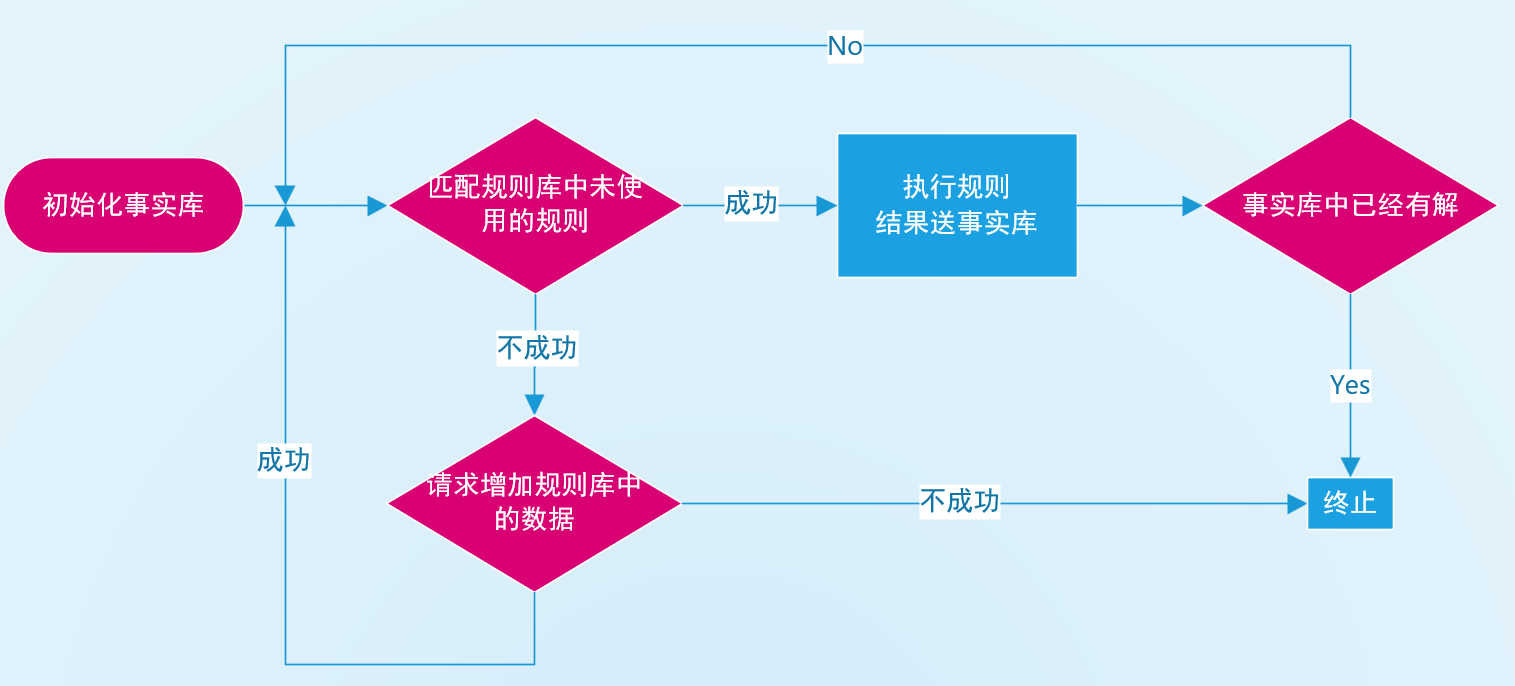 No
初始化事实库
匹配规则库中未使
用的规则
成功
执行规则
结果送事实库
事实库中已经有解
不成功
Yes
成功
请求增加规则库中
的数据
不成功
终止